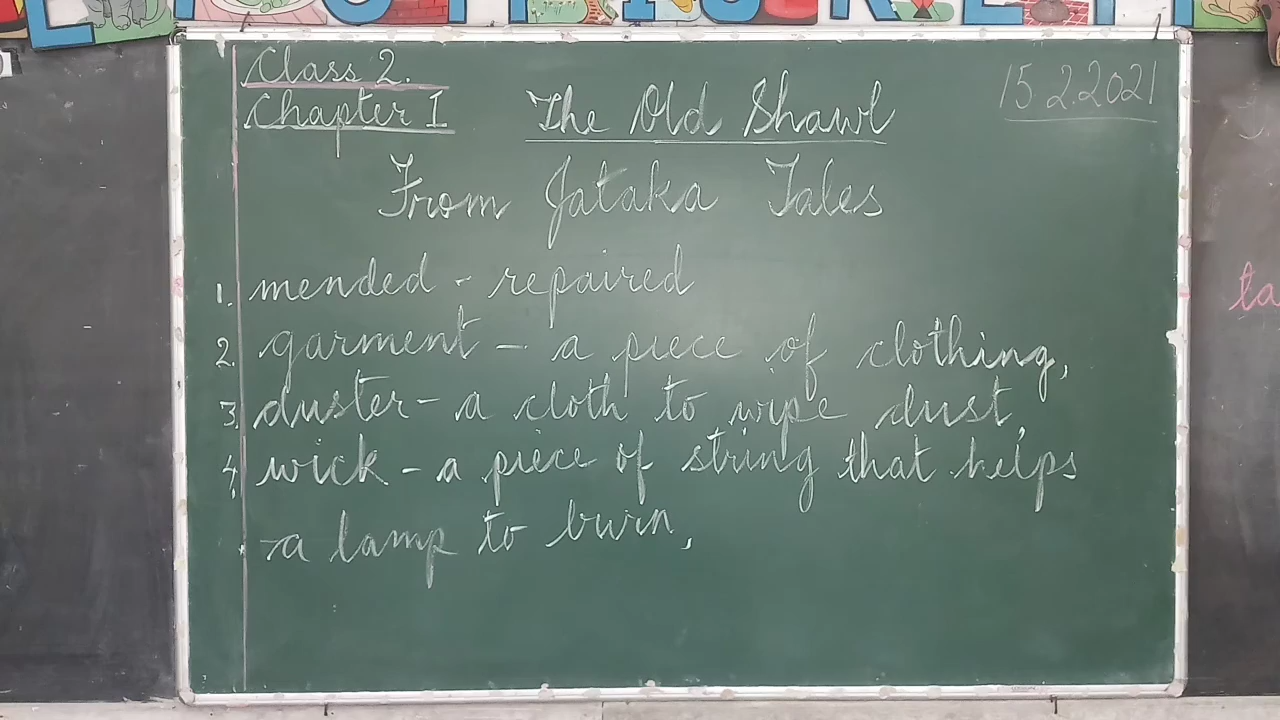 Class 2.
Chapter I
The Old Shawl
15.2.2021
From Jataka Tales
1. mended - repaired
2. garment - a piece of clothing,
3. duster - a cloth to wipe dust,
4. wick - a piece of string that helps
a lamp to burn,
ta